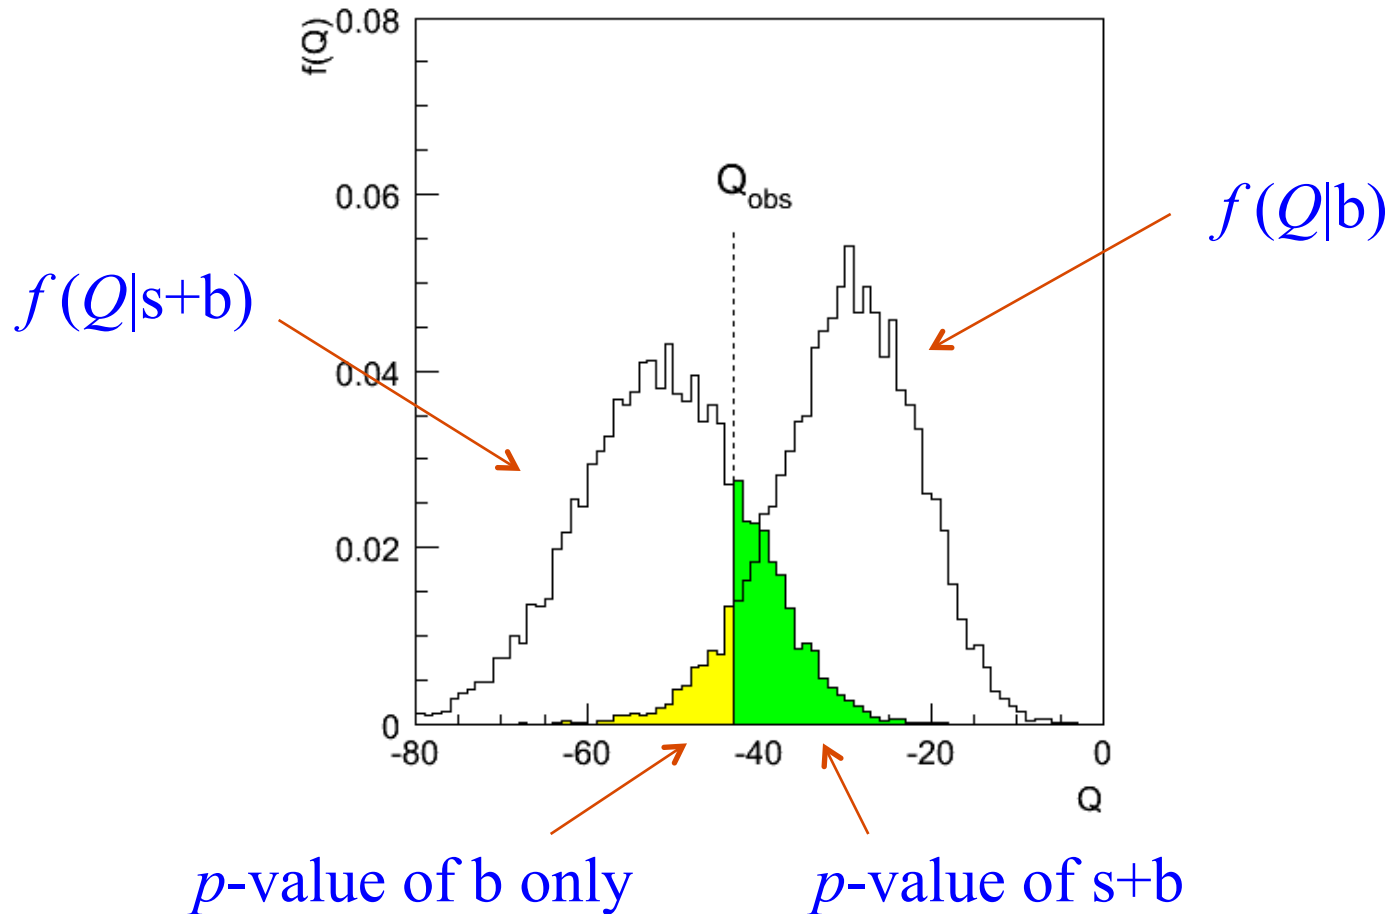 f(Q)
0.08
0.06
0.04
0.02
0
-80
-60
-40
-20
0
Q
Q_obs
f (Q|s+b)
f (Q|b)
p-value of b only
p-value of s+b